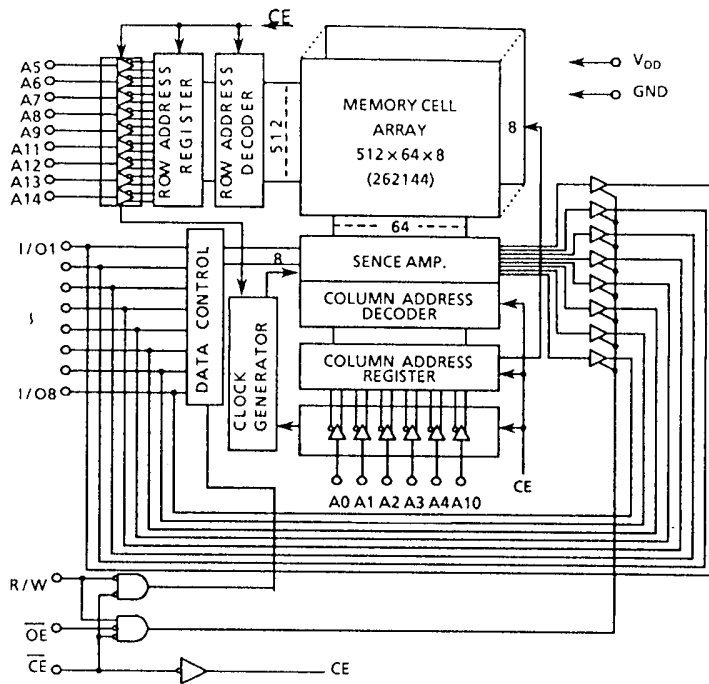 CE
A5
A6
A7
A8
A9
A11
A12
A13
A14
ROW ADDRESS
REGISTER
ROW ADDRESS
DECODER
512
MEMORY CELL
ARRAY
512×64×8
(262144)
8
VDD
GND
64
I/O1
I/O8
DATA CONTROL
8
CLOCK
GENERATOR
SENCE AMP.
COLUMN ADDRESS
DECODER
COLUMN ADDRESS
REGISTER
A0 A1 A2 A3 A4 A10
CE
R/W
OE
CE
CE